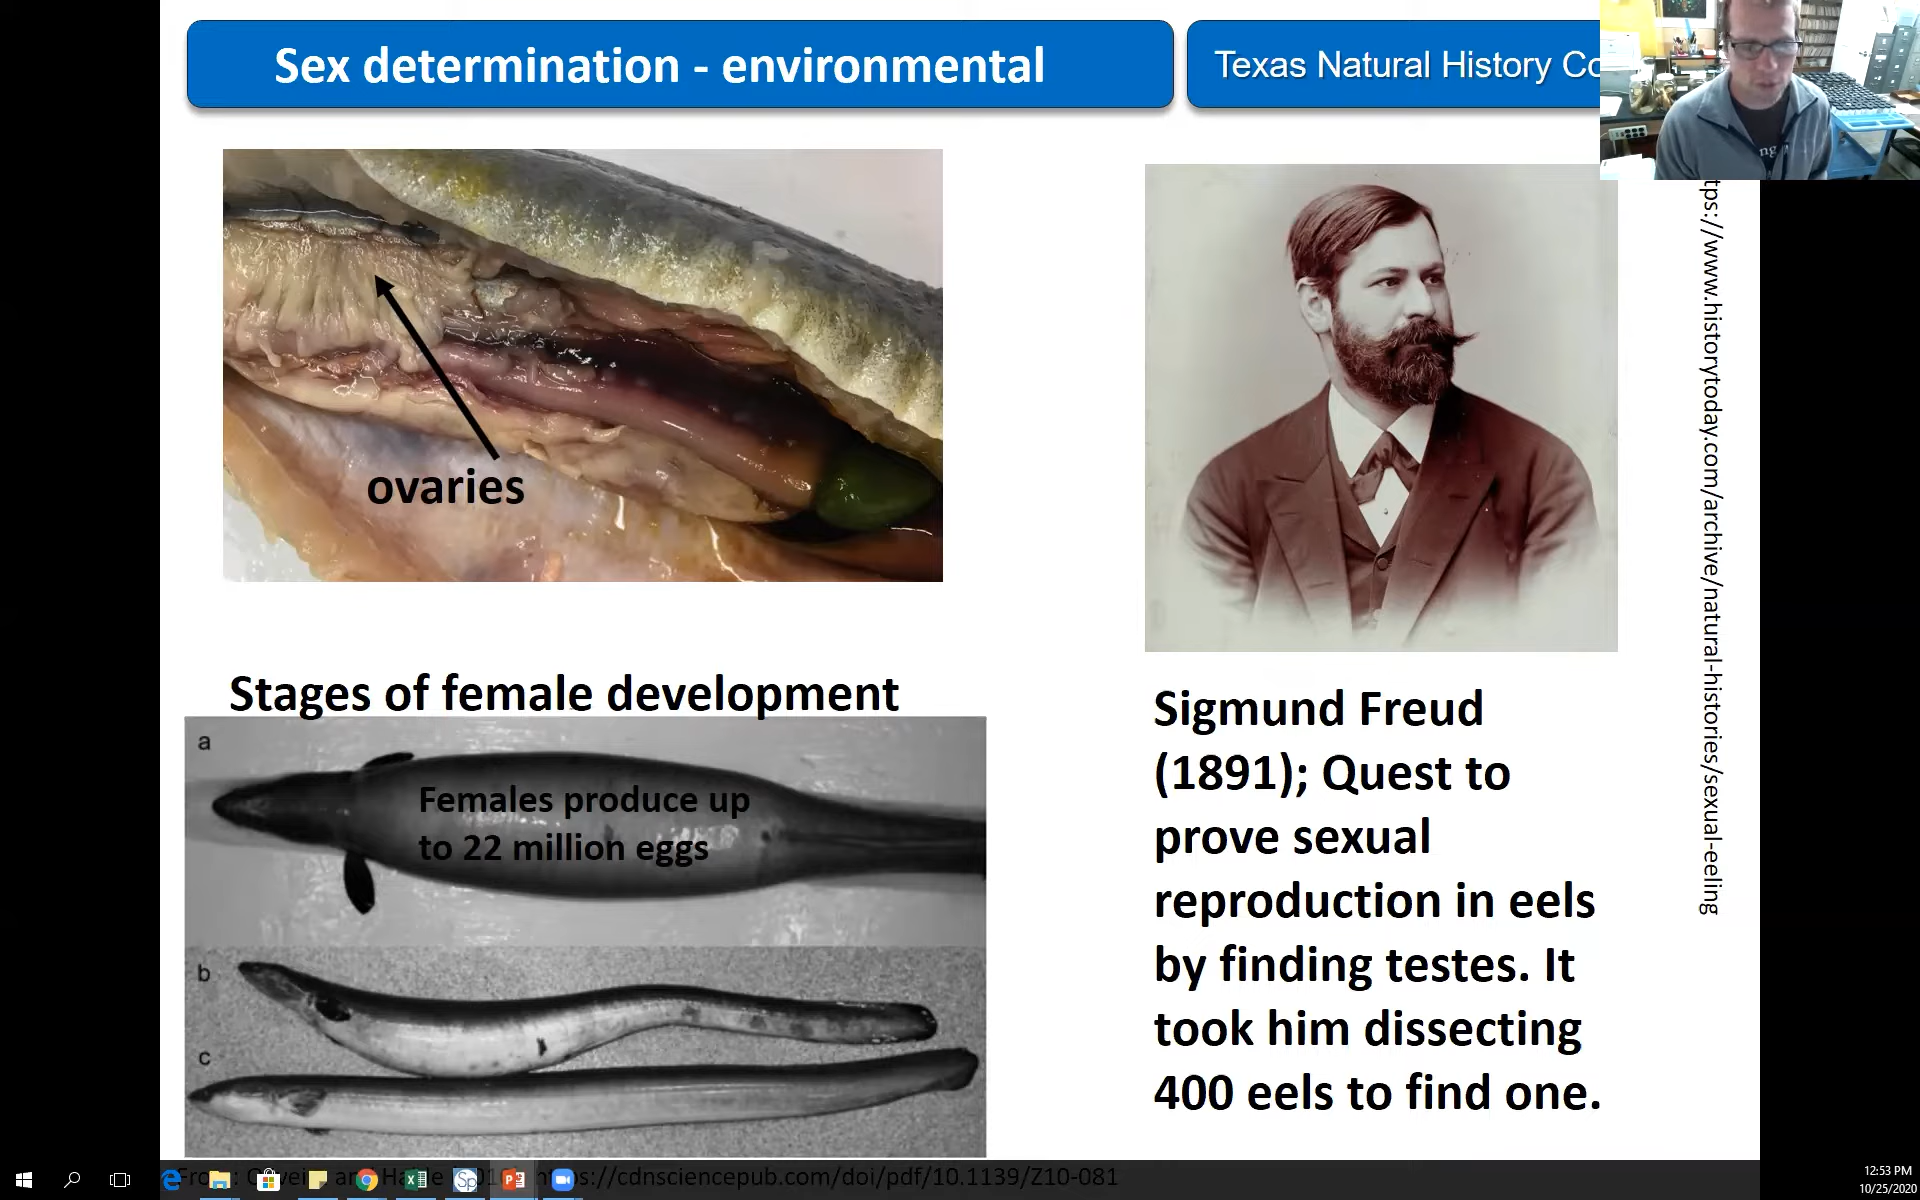 Sex determination - environmental
Texas Natural History Co
ovaries
Stages of female development
a
Females produce up
to 22 million eggs
b
c
Sigmund Freud
(1891); Quest to
prove sexual
reproduction in eels
by finding testes. It
took him dissecting
400 eels to find one.
tps://www.historytoday.com/archive/natural-histories/sexual-eeling
ps://cdnsciencepub.com/doi/pdf/10.1139/Z10-081
12:53 PM
10/25/2020